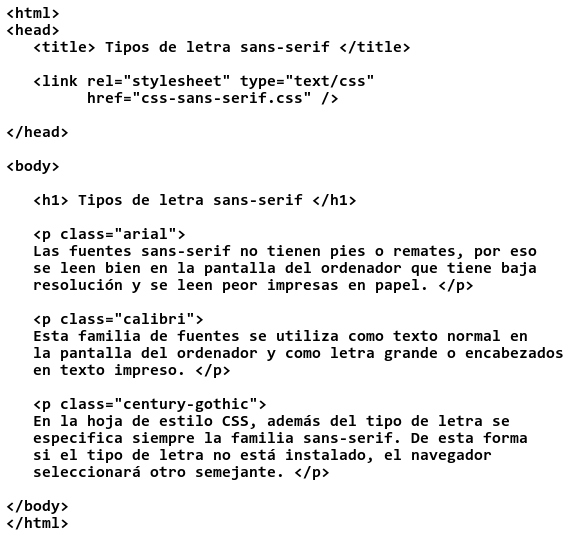 <html>
<head>
<title> Tipos de letra sans-serif </title>
<link rel="stylesheet" type="text/css"
href="css-sans-serif.css" />
</head>
<body>
<h1> Tipos de letra sans-serif </h1>
<p class="arial">
Las fuentes sans-serif no tienen pies o remates, por eso
se leen bien en la pantalla del ordenador que tiene baja
resolución y se leen peor impresas en papel. </p>
<p class="calibri">
Esta familia de fuentes se utiliza como texto normal en
la pantalla del ordenador y como letra grande o encabezados
en texto impreso. </p>
<p class="century-gothic">
En la hoja de estilo CSS, además del tipo de letra se
especifica siempre la familia sans-serif. De esta forma
si el tipo de letra no está instalado, el navegador
seleccionará otro semejante. </p>
</body>
</html>